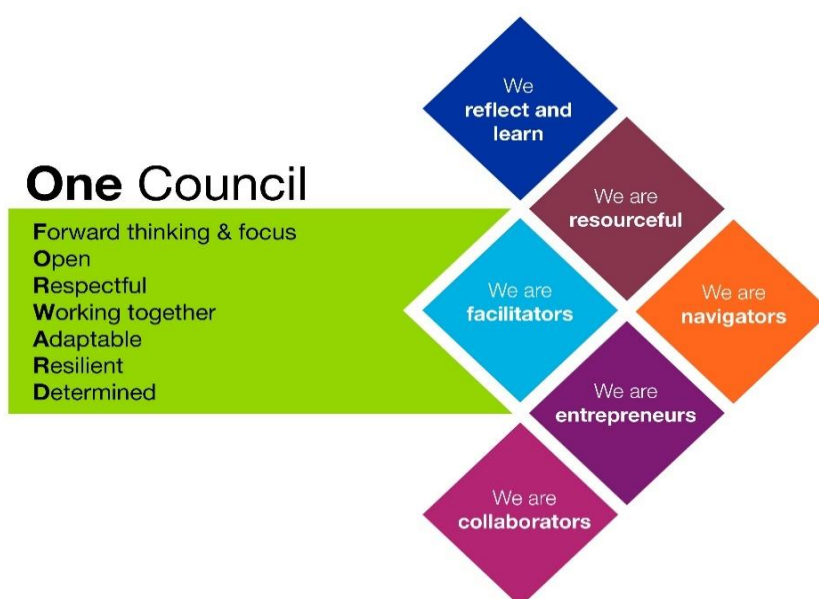 One Council
Forward thinking & focus
Open
Respectful
Working together
Adaptable
Resilient
Determined
We
reflect and
learn
We are
resourceful
We are
facilitators
We are
navigators
We are
entrepreneurs
We are
collaborators